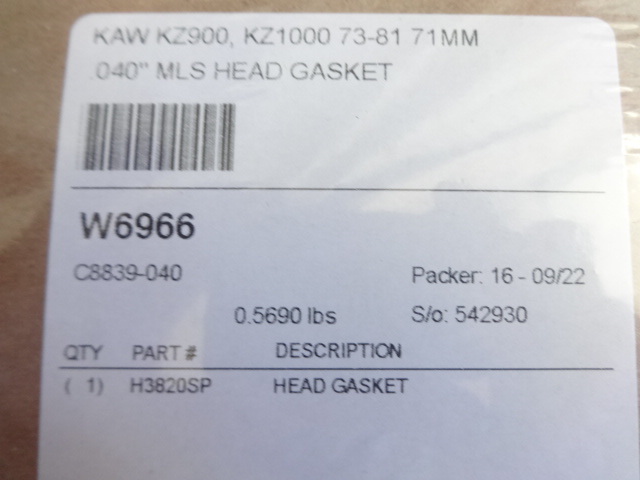 KAW KZ900, KZ1000 73-81 71MM
.040" MLS HEAD GASKET
W6966
C8839-040
Packer: 16 - 09/22
0.5690 lbs
S/o: 542930
QTY PART # DESCRIPTION
( 1) H3820SP HEAD GASKET